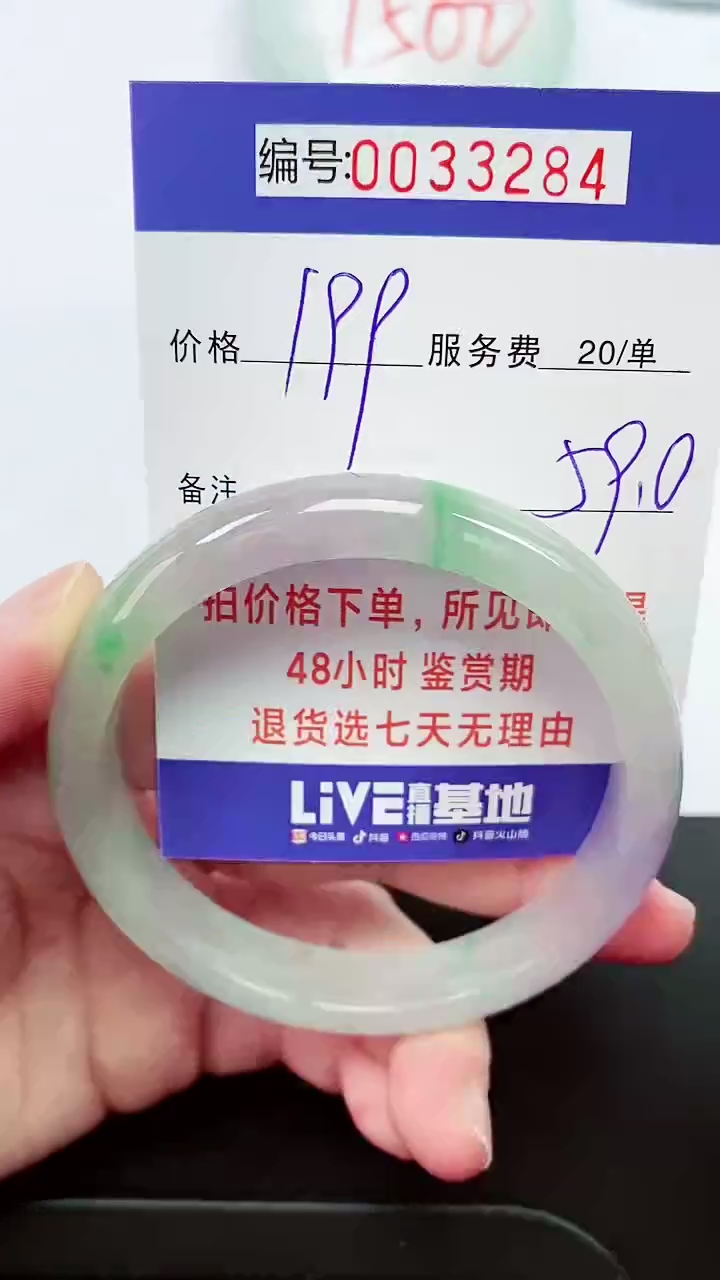 1500
编号:0033284
价格 199 服务费 20/单
备注 59.0
拍价格下单，所见即
48小时 鉴赏期
退货选七天无理由
LiVE直播基地
今日头条 抖音 西瓜视频 抖音火山版